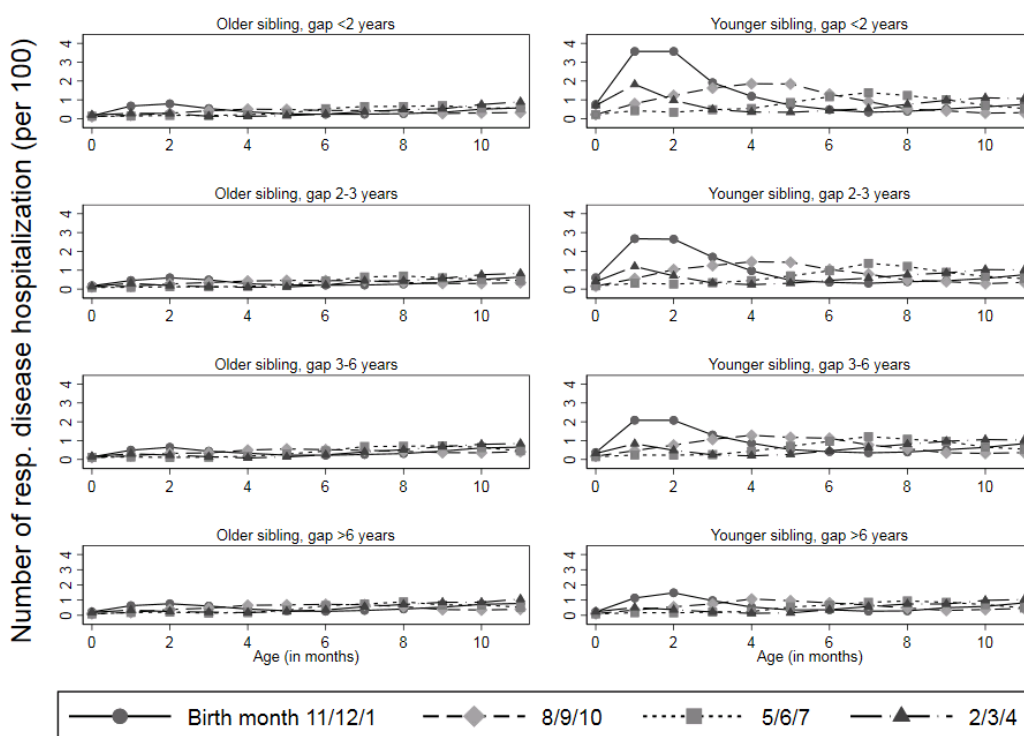 Number of resp. disease hospitalization (per 100)
Older sibling, gap <2 years
0 1 2 3 4
0 2 4 6 8 10
Younger sibling, gap <2 years
0 1 2 3 4
0 2 4 6 8 10
Older sibling, gap 2-3 years
0 1 2 3 4
0 2 4 6 8 10
Younger sibling, gap 2-3 years
0 1 2 3 4
0 2 4 6 8 10
Older sibling, gap 3-6 years
0 1 2 3 4
0 2 4 6 8 10
Younger sibling, gap 3-6 years
0 1 2 3 4
0 2 4 6 8 10
Older sibling, gap >6 years
0 1 2 3 4
0 2 4 6 8 10
Age (in months)
Younger sibling, gap >6 years
0 1 2 3 4
0 2 4 6 8 10
Age (in months)
Birth month 11/12/1 8/9/10 5/6/7 2/3/4